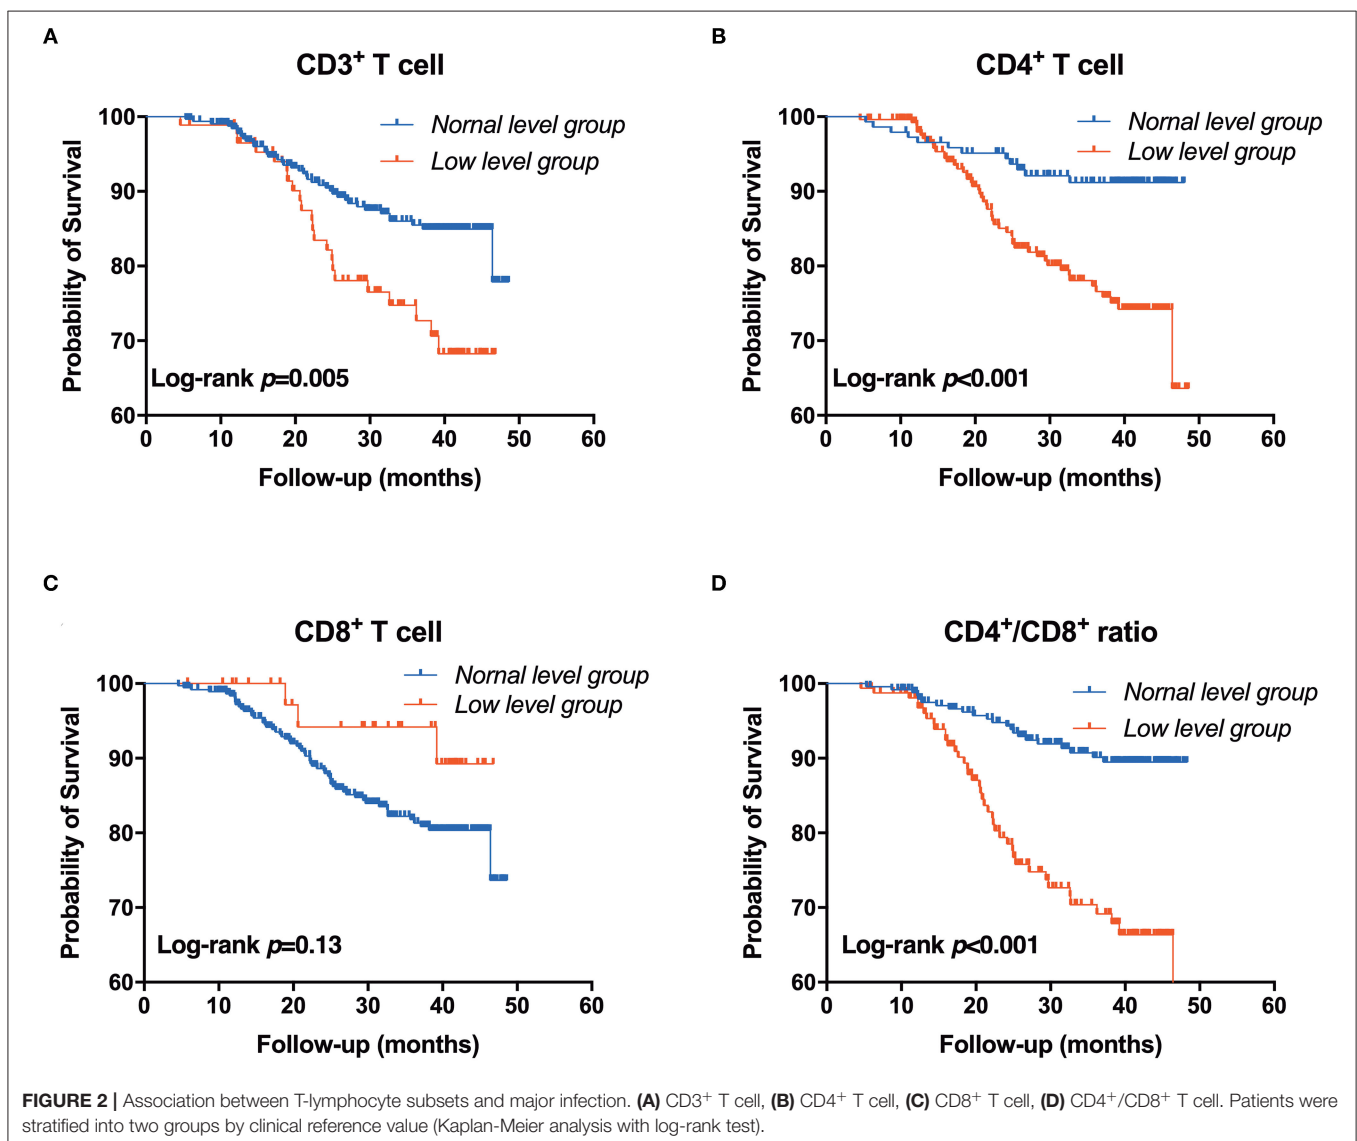 A
CD3+ T cell
Nornal level group
Low level group
Probability of Survival
100
90
80
70
60
Log-rank p=0.005
0 10 20 30 40 50 60
Follow-up (months)
B
CD4+ T cell
Nornal level group
Low level group
Probability of Survival
100
90
80
70
60
Log-rank p<0.001
0 10 20 30 40 50 60
Follow-up (months)
C
CD8+ T cell
Nornal level group
Low level group
Probability of Survival
100
90
80
70
60
Log-rank p=0.13
0 10 20 30 40 50 60
Follow-up (months)
D
CD4+/CD8+ ratio
Nornal level group
Low level group
Probability of Survival
100
90
80
70
60
Log-rank p<0.001
0 10 20 30 40 50 60
Follow-up (months)
FIGURE 2 | Association between T-lymphocyte subsets and major infection. (A) CD3+ T cell, (B) CD4+ T cell, (C) CD8+ T cell, (D) CD4+/CD8+ T cell. Patients were
stratified into two groups by clinical reference value (Kaplan-Meier analysis with log-rank test).